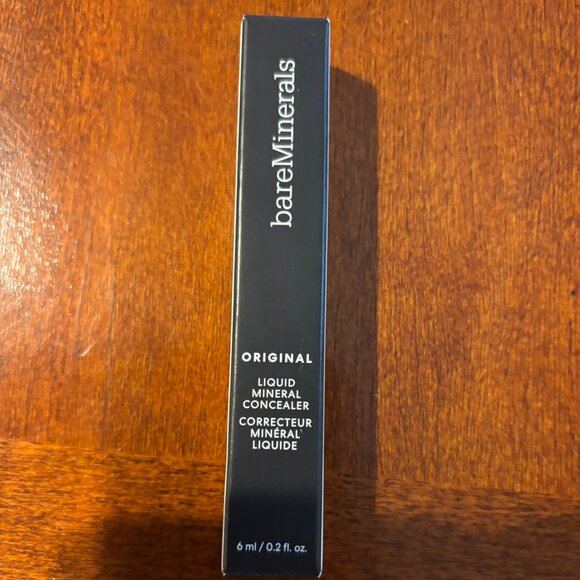 bareMinerals
ORIGINAL
LIQUID
MINERAL
CONCEALER
CORRECTEUR
MINÉRAL
LIQUIDE
6 ml / 0.2 fl. oz.